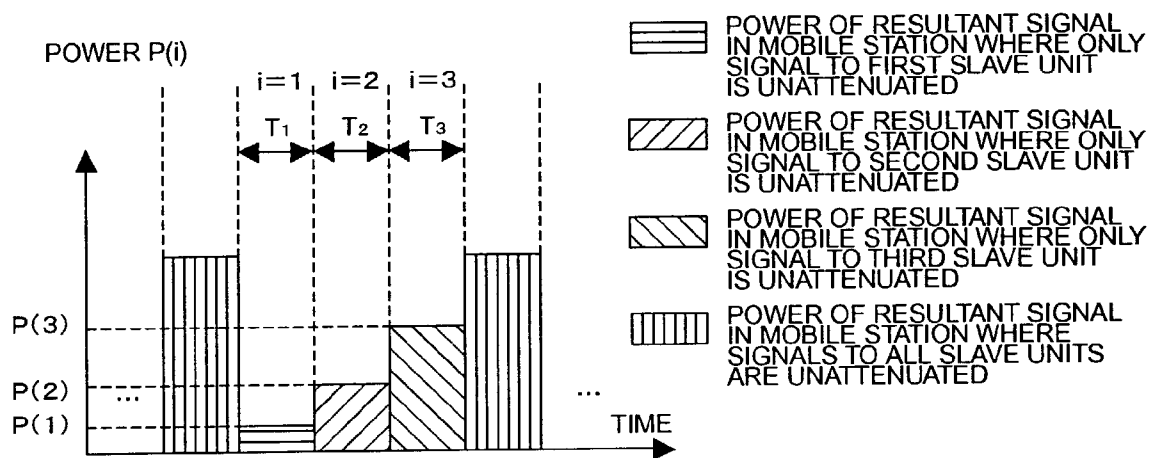 POWER P(i)
i=1 i=2 i=3
T1 T2 T3
P(3)
P(2)
P(1)
...
...
TIME
POWER OF RESULTANT SIGNAL
IN MOBILE STATION WHERE ONLY
SIGNAL TO FIRST SLAVE UNIT
IS UNATTENUATED
POWER OF RESULTANT SIGNAL
IN MOBILE STATION WHERE ONLY
SIGNAL TO SECOND SLAVE UNIT
IS UNATTENUATED
POWER OF RESULTANT SIGNAL
IN MOBILE STATION WHERE ONLY
SIGNAL TO THIRD SLAVE UNIT
IS UNATTENUATED
POWER OF RESULTANT SIGNAL
IN MOBILE STATION WHERE
SIGNALS TO ALL SLAVE UNITS
ARE UNATTENUATED